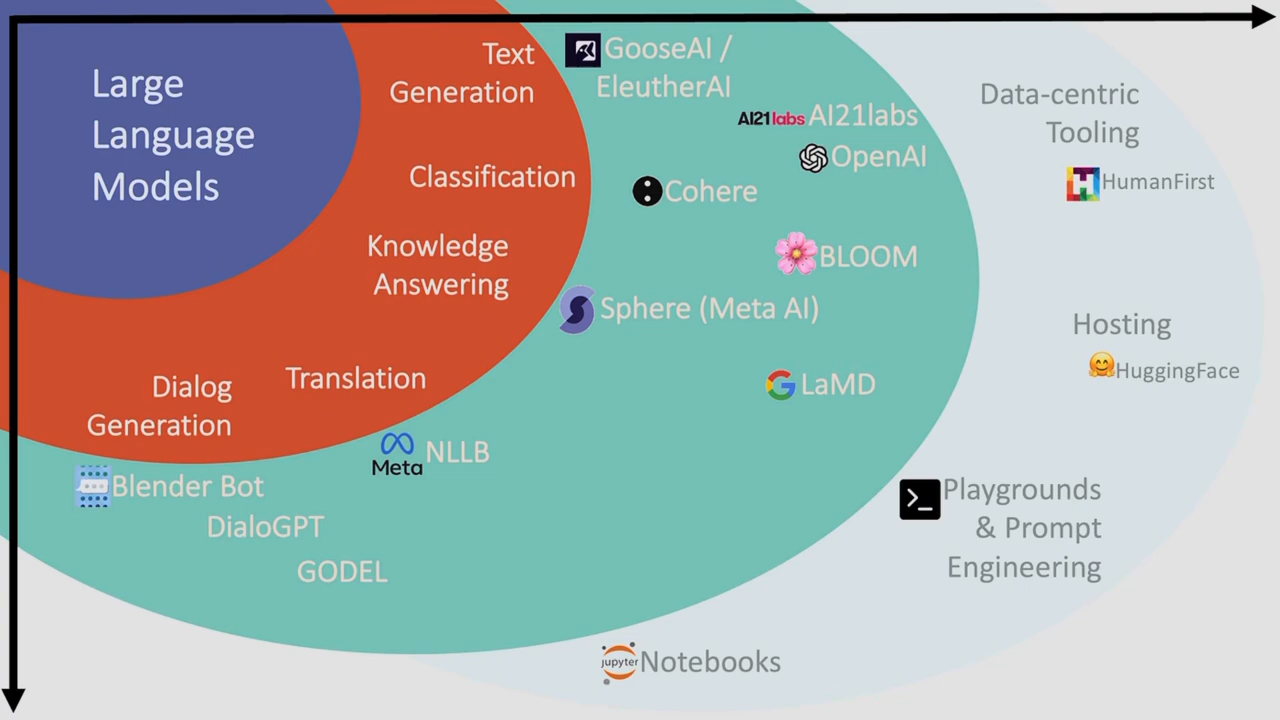 Large
Language
Models
Text
Generation
Classification
Knowledge
Answering
Translation
Dialog
Generation
GooseAI /
EleutherAI
AI21labs AI21labs
OpenAI
Cohere
BLOOM
Sphere (Meta AI)
LaMD
Meta NLLB
Blender Bot
DialoGPT
GODEL
Data-centric
Tooling
HumanFirst
Hosting
HuggingFace
>_ Playgrounds
& Prompt
Engineering
jupyter Notebooks